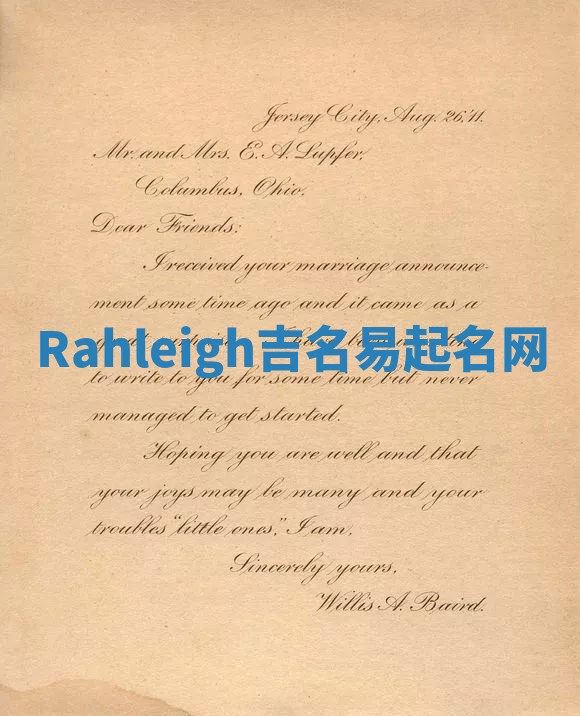 Jersey City, Aug. 26,'11.
Mr. and Mrs. E. A. Lupfer,
Columbus, Ohio.
Dear Friends:
I received your marriage announce-
ment some time ago and it came as a
Rahleigh吉名易起名网
to write to you for some time but never
managed to get started.
Hoping you are well and that
your joys may be many and your
troubles "little ones," I am,
Sincerely yours,
Willis A. Baird.